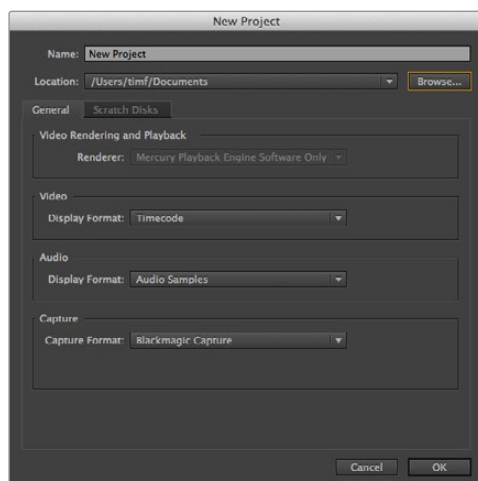 New Project
Name: New Project
Location: /Users/timf/Documents Browse...
General Scratch Disks
Video Rendering and Playback
Renderer: Mercury Playback Engine Software Only
Video
Display Format: Timecode
Audio
Display Format: Audio Samples
Capture
Capture Format: Blackmagic Capture
Cancel OK